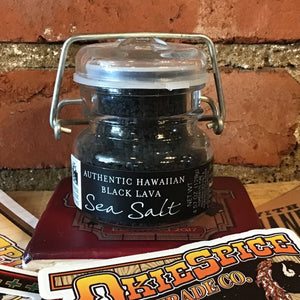 AUTHENTIC HAWAIIAN
BLACK LAVA
Sea Salt
OKIESPICE
TRADE CO.